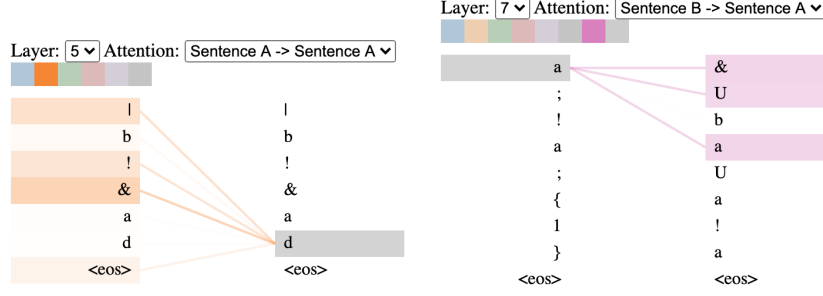 Layer: 5 Attention: Sentence A -> Sentence A
| |
b b
! !
& &
a a
d d
<eos> <eos>
Layer: 7 Attention: Sentence B -> Sentence A
a &
; U
! b
a a
; U
{ a
1 !
} a
<eos> <eos>